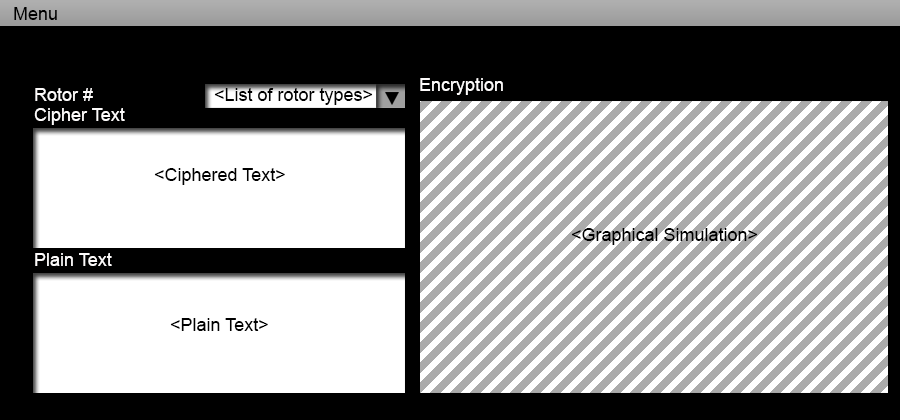 Menu
Rotor #
<List of rotor types> ▼
Cipher Text
<Ciphered Text>
Plain Text
<Plain Text>
Encryption
<Graphical Simulation>